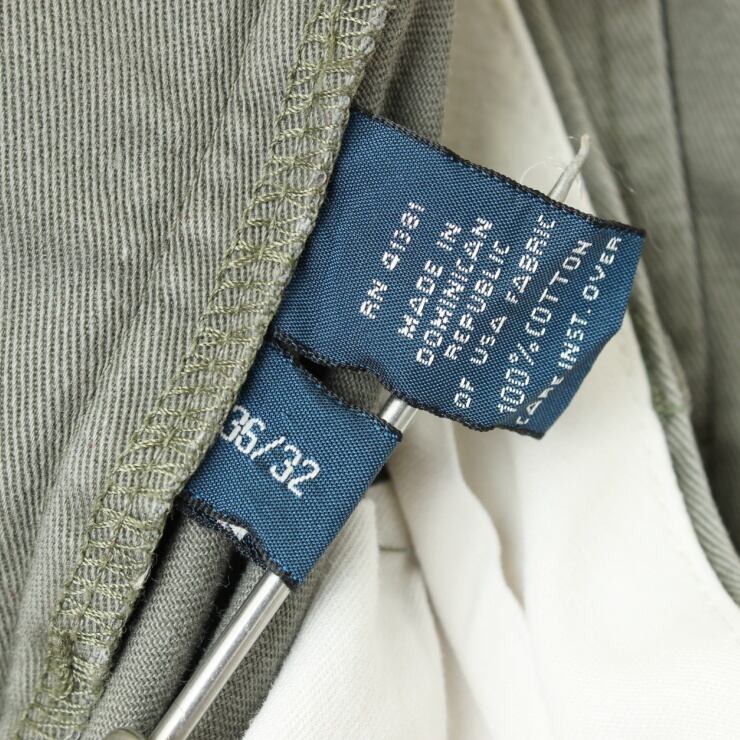 RN 41381
MADE IN
DOMINICAN
REPUBLIC
OF USA FABRIC
100% COTTON
CARE INST. OVER
35/32